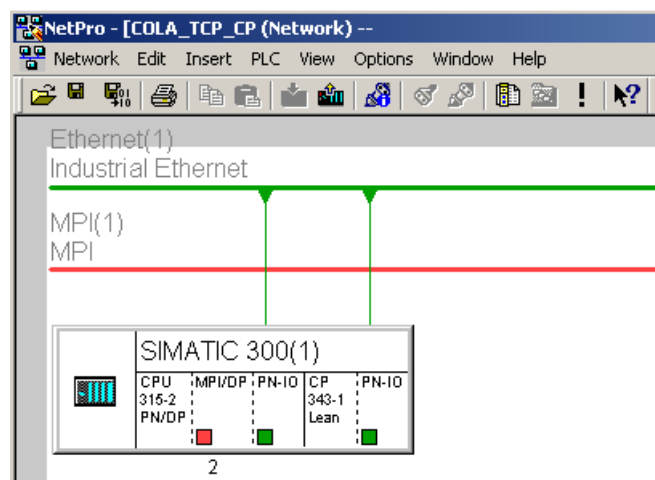 NetPro - [COLA_TCP_CP (Network) --
Network Edit Insert PLC View Options Window Help
Ethernet(1)
Industrial Ethernet
MPI(1)
MPI
SIMATIC 300(1)
CPU MPI/DP PN-IO CP PN-IO
315-2 343-1
PN/DP Lean
2